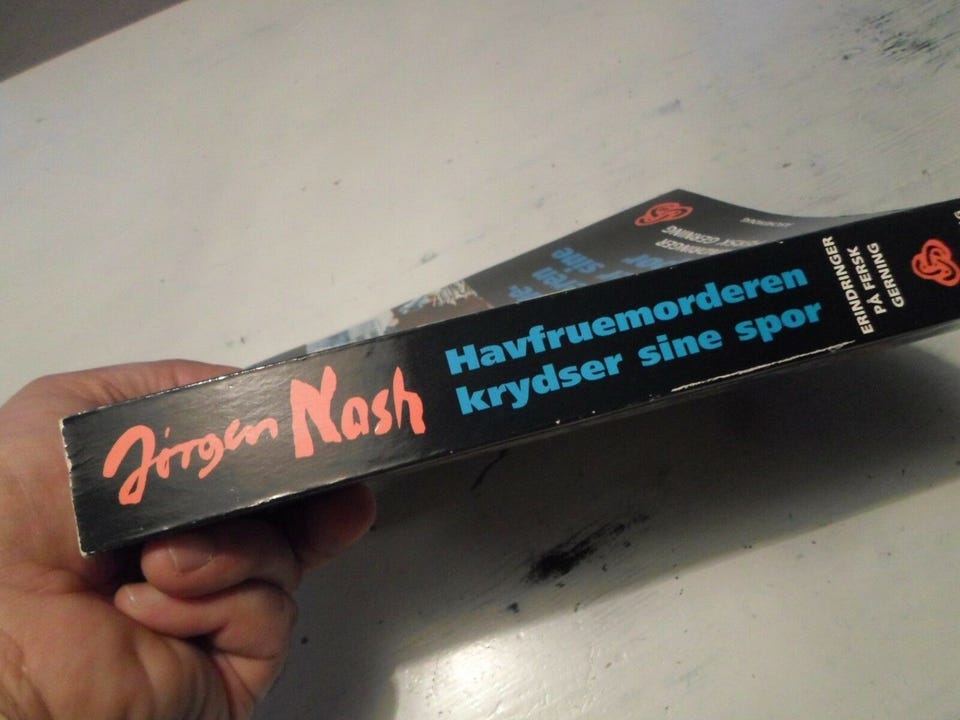 Jörgen Nash
Havfruemorderen
krydser sine spor
ERINDRINGER
PÅ FERSK
GERNING